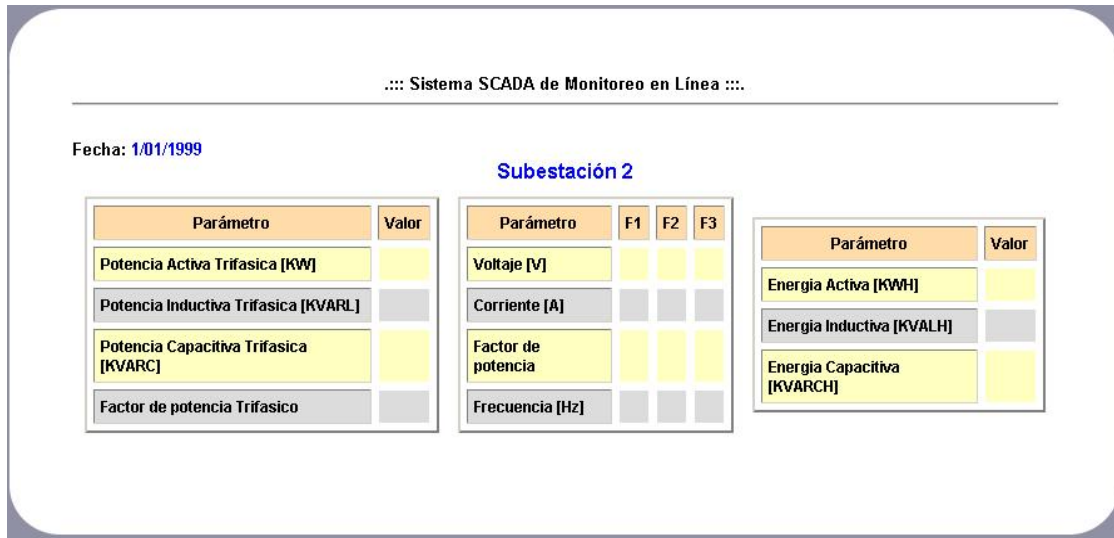 .::: Sistema SCADA de Monitoreo en Línea :::.
Fecha: 1/01/1999
Subestación 2
Parámetro Valor
Potencia Activa Trifasica [KW]
Potencia Inductiva Trifasica [KVARL]
Potencia Capacitiva Trifasica
[KVARC]
Factor de potencia Trifasico
Parámetro F1 F2 F3
Voltaje [V]
Corriente [A]
Factor de
potencia
Frecuencia [Hz]
Parámetro Valor
Energia Activa [KWH]
Energia Inductiva [KVALH]
Energia Capacitiva
[KVARCH]